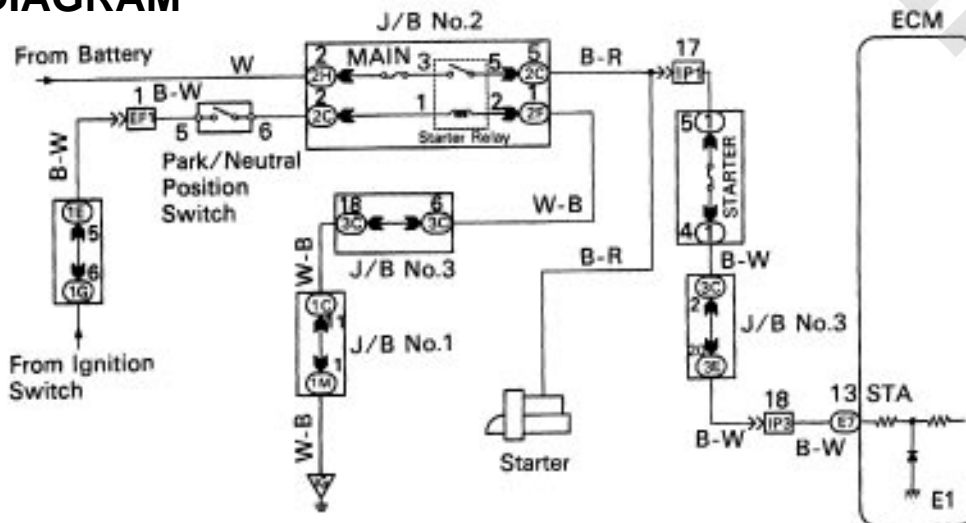 DIAGRAM
J/B No.2
ECM
From Battery
W
2
2H
MAIN
3
5
5
2C
B-R
17
IP1
1
B-W
EF1
5
6
2
2C
1
2
1
2F
Starter Relay
Park/Neutral
Position
Switch
B-W
1E
5
6
1G
From Ignition
Switch
18
3C
6
3C
W-B
J/B No.3
W-B
1C
1
J/B No.1
1
1M
W-B
B-R
Starter
5
1
STARTER
4
1
B-W
3C
2
J/B No.3
20
3E
B-W
18
IP3
B-W
13
STA
E7
E1